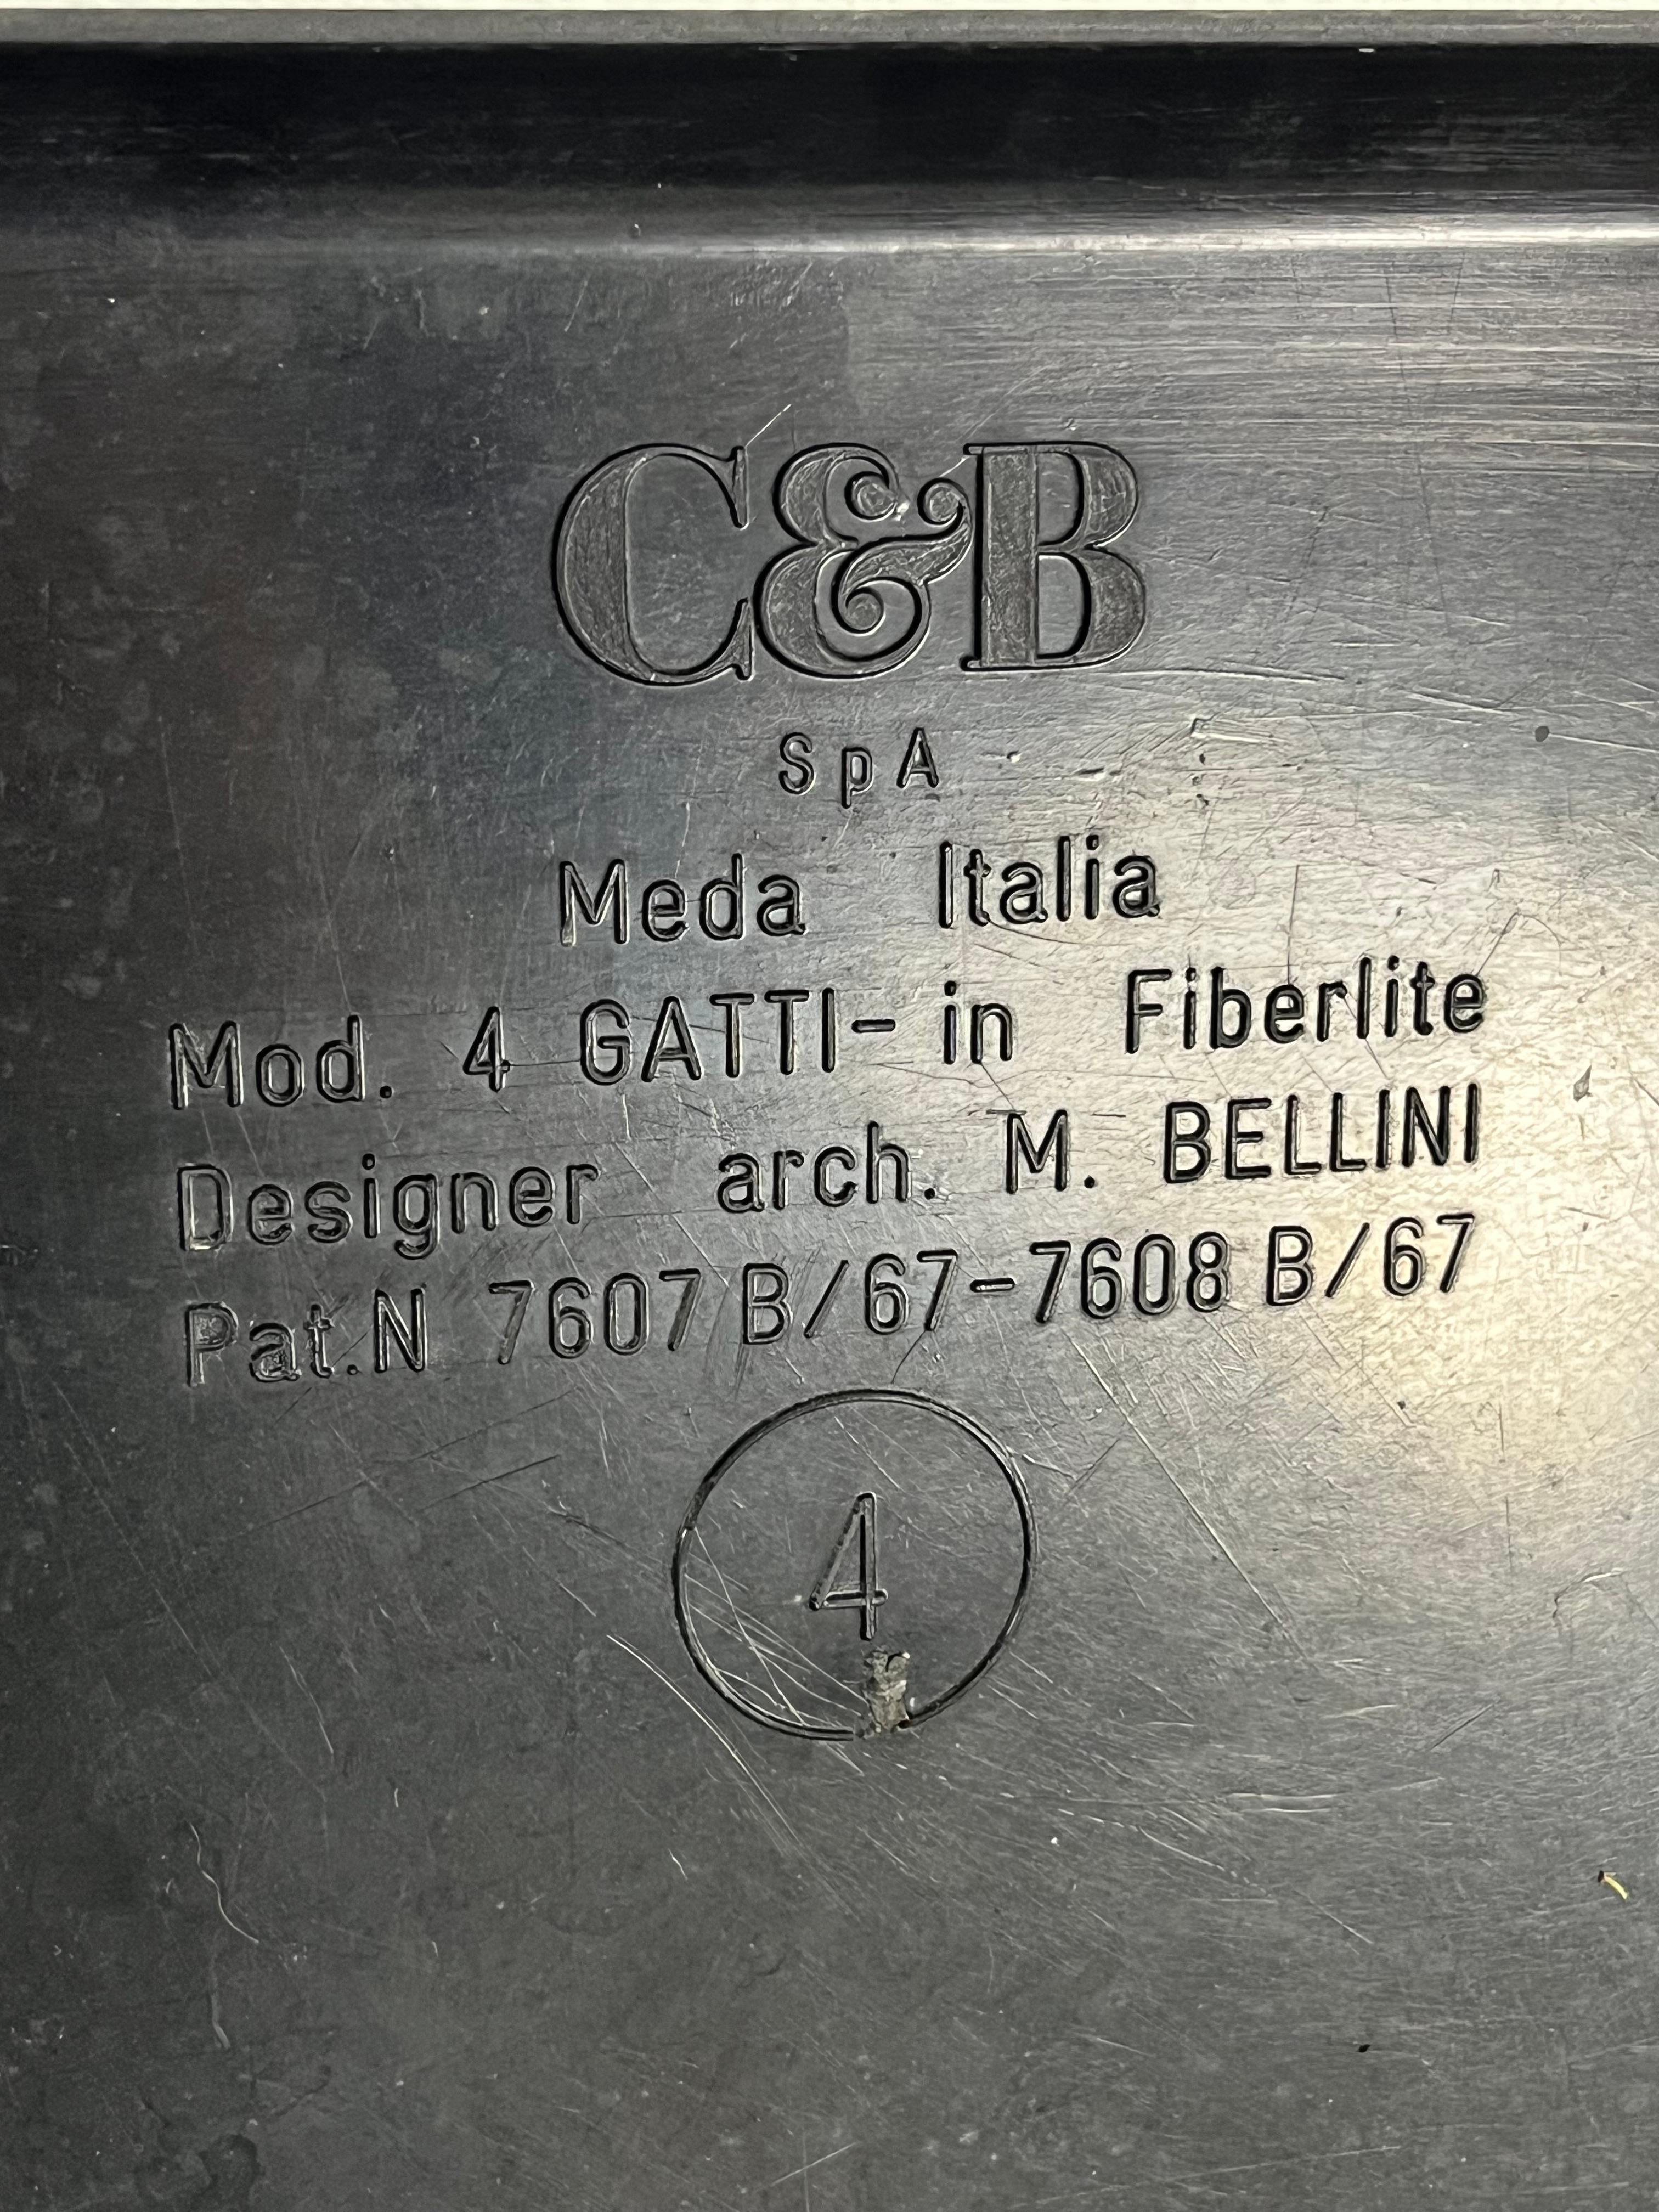 C&B
SpA
Meda Italia
Mod. 4 GATTI- in Fiberlite
Designer arch. M. BELLINI
Pat.N 7607 B/67-7608 B/67
4